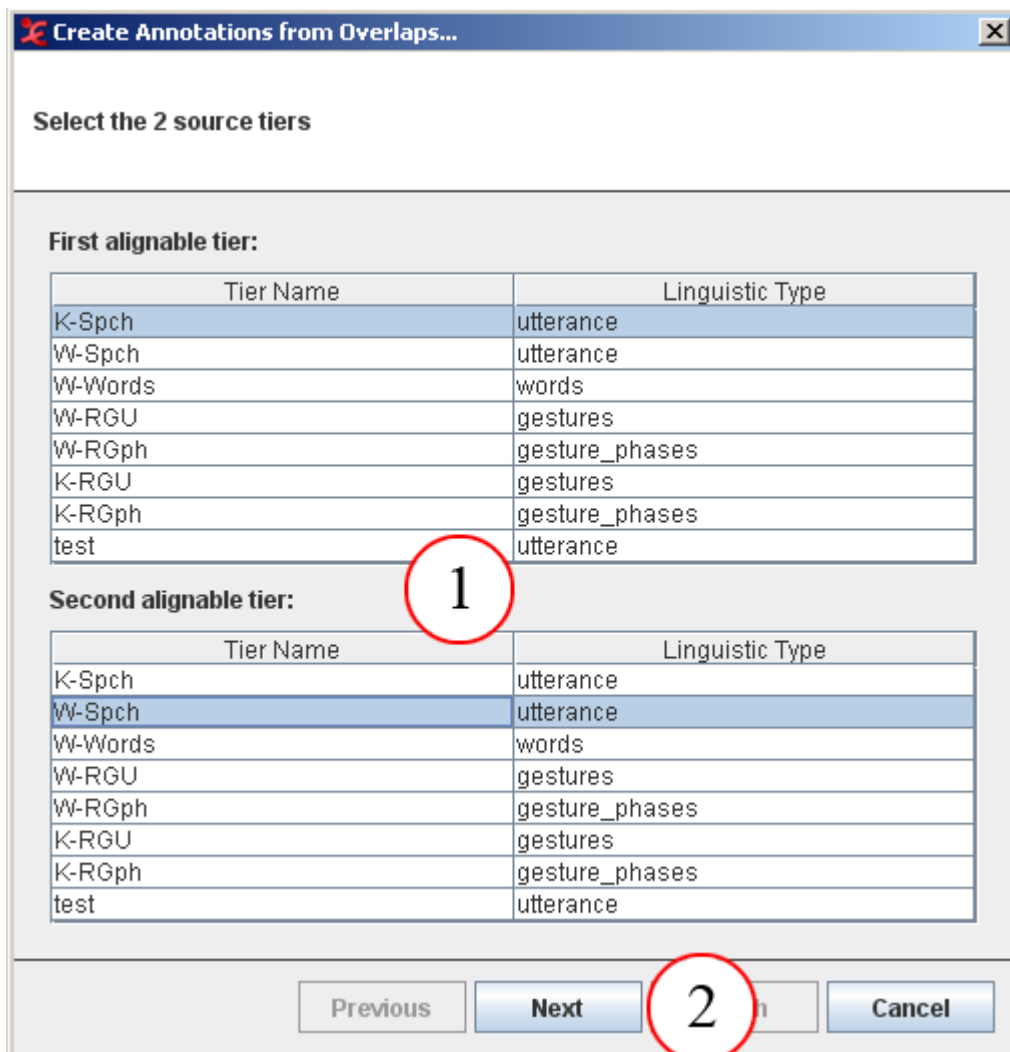 Create Annotations from Overlaps...
Select the 2 source tiers
First alignable tier:
Tier Name Linguistic Type
K-Spch utterance
W-Spch utterance
W-Words words
W-RGU gestures
W-RGph gesture_phases
K-RGU gestures
K-RGph gesture_phases
test utterance
1
Second alignable tier:
Tier Name Linguistic Type
K-Spch utterance
W-Spch utterance
W-Words words
W-RGU gestures
W-RGph gesture_phases
K-RGU gestures
K-RGph gesture_phases
test utterance
Previous Next 2 Cancel